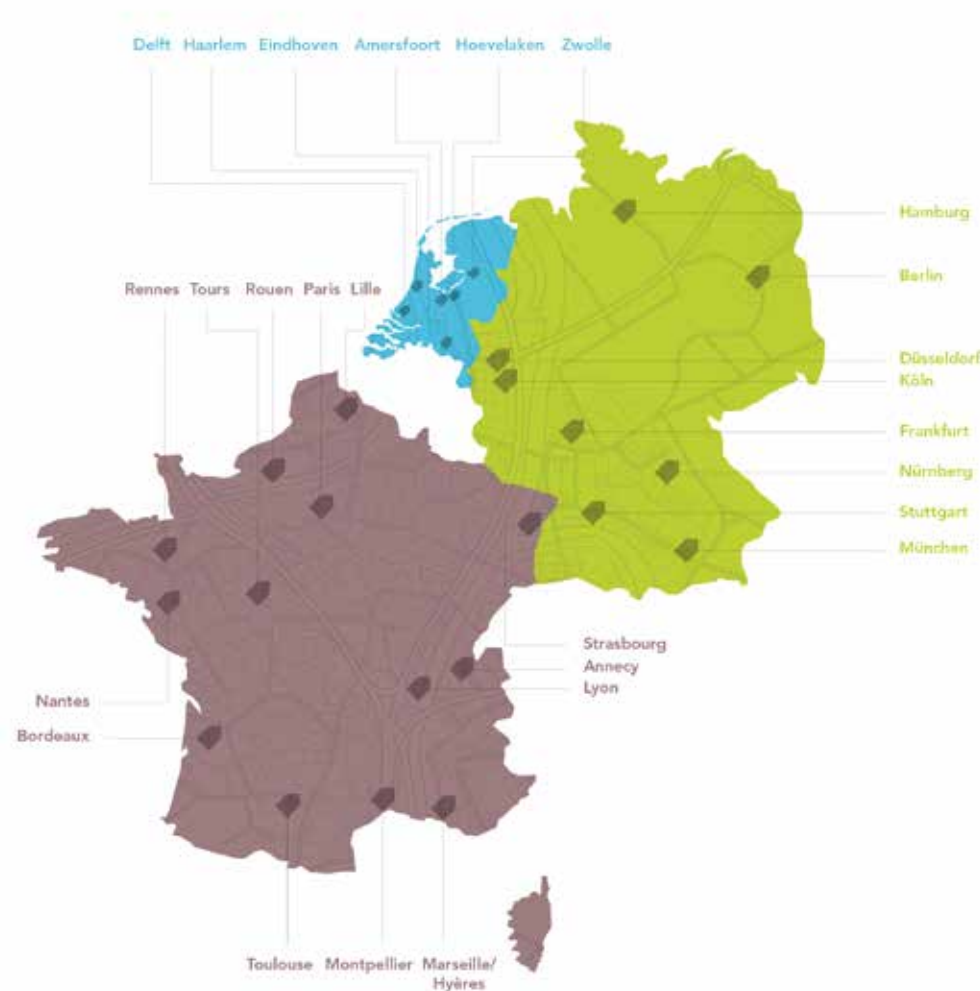 Delft Haarlem Eindhoven Amersfoort Hoevelaken Zwolle
Hamburg
Berlin
Rennes Tours Rouen Paris Lille
Düsseldorf
Köln
Frankfurt
Nürnberg
Stuttgart
München
Strasbourg
Annecy
Lyon
Nantes
Bordeaux
Toulouse Montpellier Marseille/
Hyères